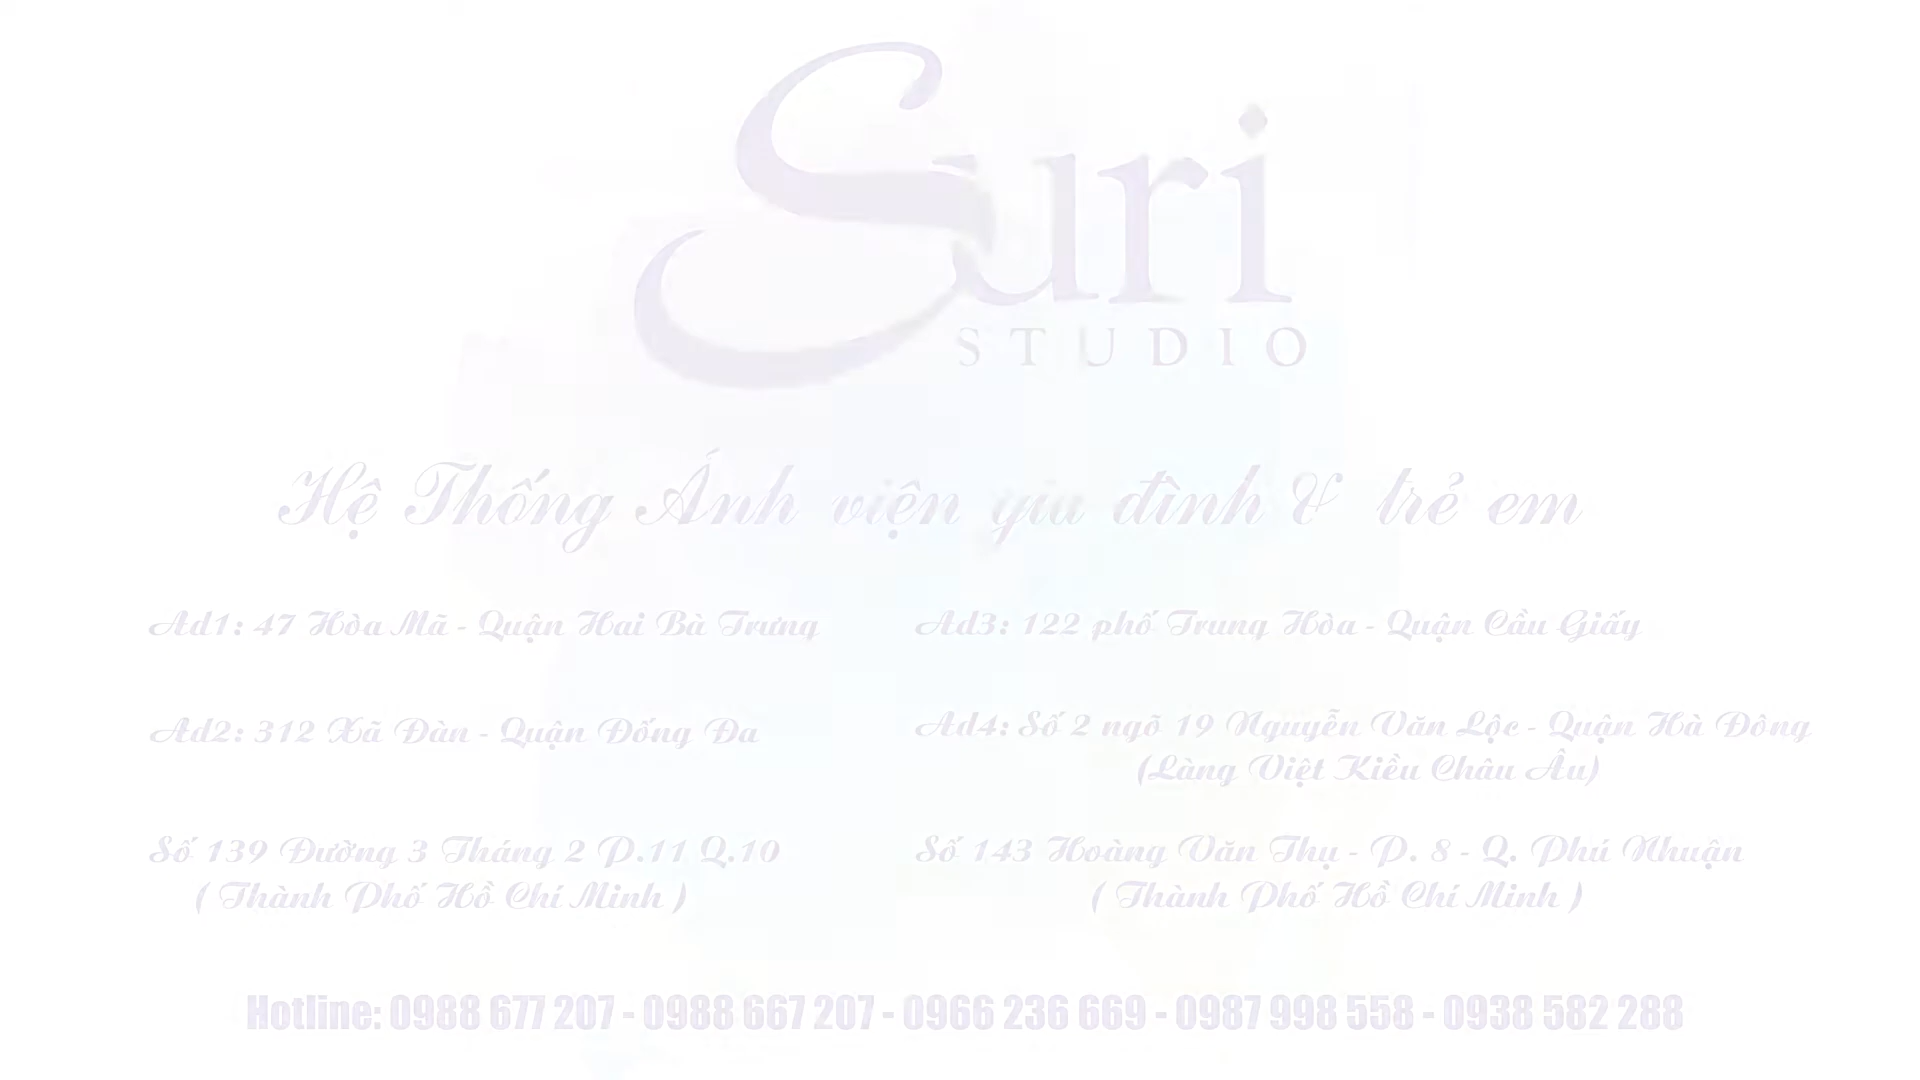 Suri
STUDIO
Hệ Thống Ảnh viện gia đình & trẻ em
Ad1: 47 Hòa Mã - Quận Hai Bà Trưng
Ad3: 122 phố Trung Hòa - Quận Cầu Giấy
Ad2: 312 Xã Đàn - Quận Đống Đa
Ad4: Số 2 ngõ 19 Nguyễn Văn Lộc - Quận Hà Đông
(Làng Việt Kiều Châu Âu)
Số 139 Đường 3 Tháng 2 P.11 Q.10
( Thành Phố Hồ Chí Minh )
Số 143 Hoàng Văn Thụ - P. 8 - Q. Phú Nhuận
( Thành Phố Hồ Chí Minh )
Hotline: 0988 677 207 - 0988 667 207 - 0966 236 669 - 0987 998 558 - 0938 582 288